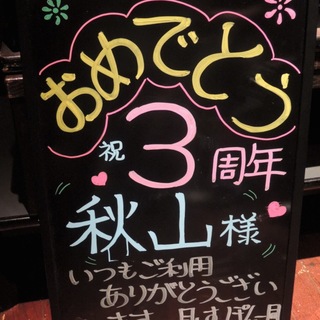 おめでとう
祝 3 周年
秋山様
いつもご利用
ありがとうござい
ます